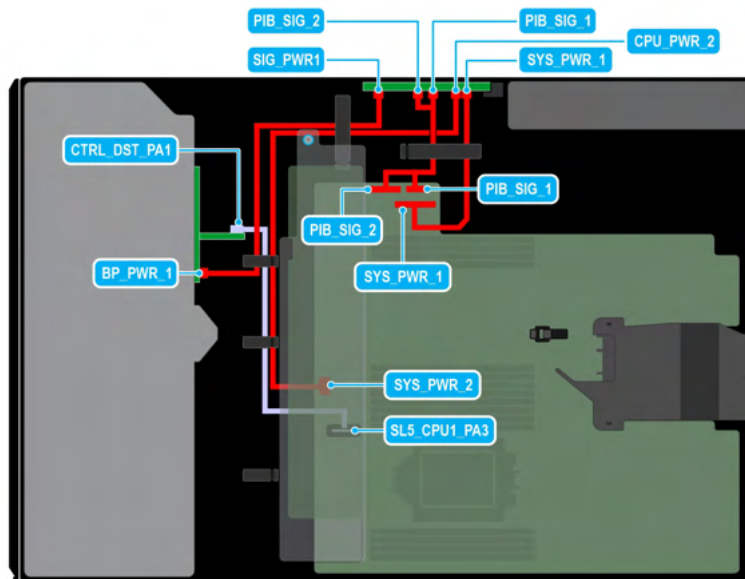 PIB_SIG_2
PIB_SIG_1
CPU_PWR_2
SIG_PWR1
SYS_PWR_1
CTRL_DST_PA1
PIB_SIG_1
PIB_SIG_2
BP_PWR_1
SYS_PWR_1
SYS_PWR_2
SL5_CPU1_PA3